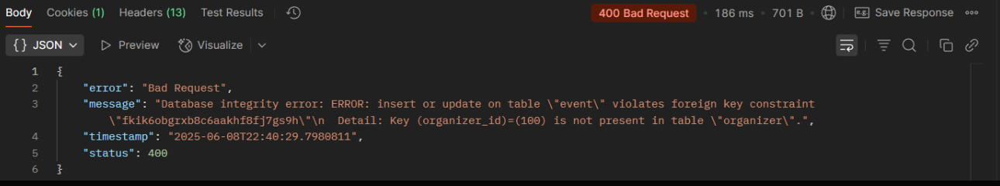 Body Cookies (1) Headers (13) Test Results 400 Bad Request • 186 ms • 701 B • e.g. Save Response
{} JSON Preview Visualize
1 {
2 "error": "Bad Request",
3 "message": "Database integrity error: ERROR: insert or update on table \"event\" violates foreign key constraint
\"fkik6obgrxb8c6aakhf8fj7gs9h\"\n  Detail: Key (organizer_id)=(100) is not present in table \"organizer\".",
4 "timestamp": "2025-06-08T22:40:29.7980811",
5 "status": 400
6 }